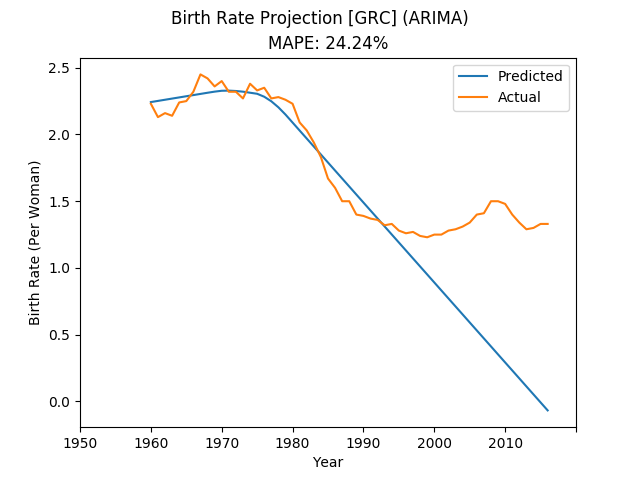 Birth Rate Projection [GRC] (ARIMA)
MAPE: 24.24%
Predicted
Actual
Birth Rate (Per Woman)
2.5
2.0
1.5
1.0
0.5
0.0
1950 1960 1970 1980 1990 2000 2010
Year